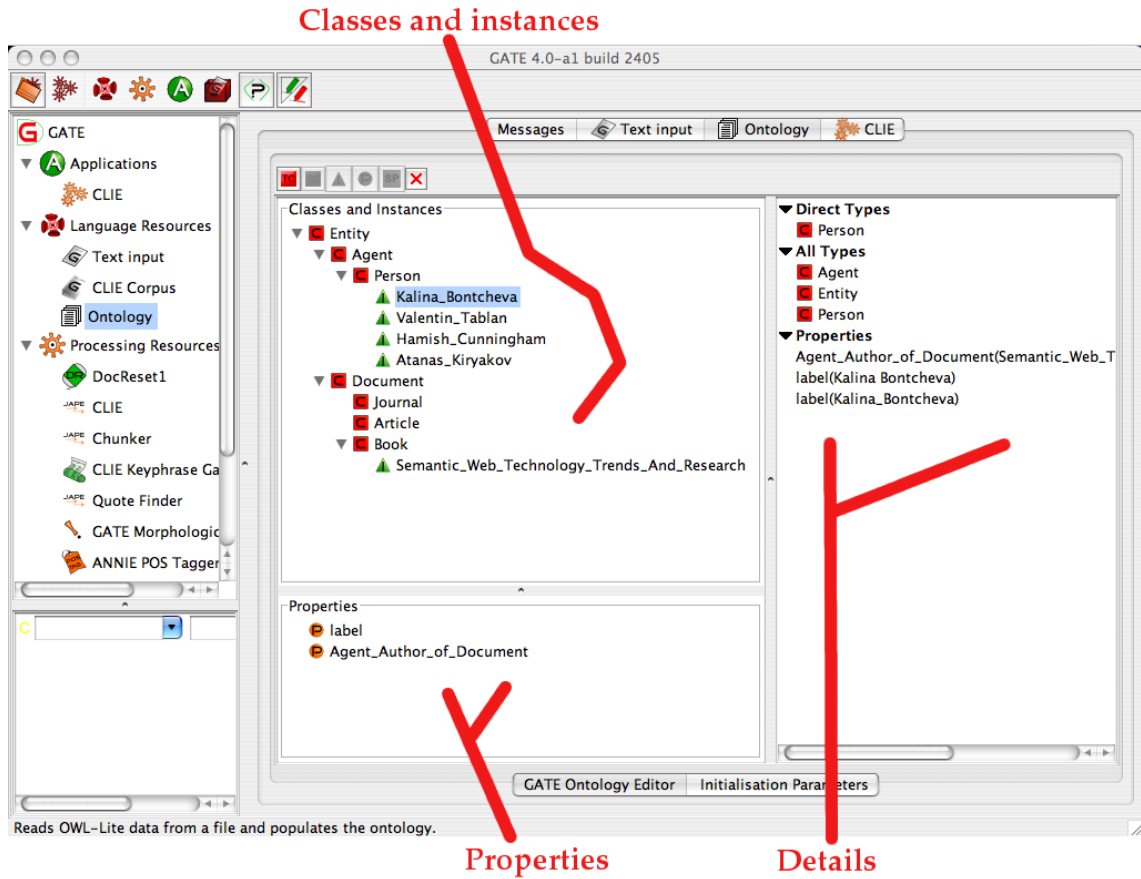 Classes and instances
GATE 4.0-a1 build 2405
Messages
Text input
Ontology
CLIE
GATE
Applications
CLIE
Language Resources
Text input
CLIE Corpus
Ontology
Processing Resources
DocReset1
CLIE
Chunker
CLIE Keyphrase Ga
Quote Finder
GATE Morphologic
ANNIE POS Tagger
Classes and Instances
Entity
Agent
Person
Kalina_Bontcheva
Valentin_Tablan
Hamish_Cunningham
Atanas_Kiryakov
Document
Journal
Article
Book
Semantic_Web_Technology_Trends_And_Research
Properties
label
Agent_Author_of_Document
Direct Types
Person
All Types
Agent
Entity
Person
Properties
Agent_Author_of_Document(Semantic_Web_T
label(Kalina Bontcheva)
label(Kalina_Bontcheva)
GATE Ontology Editor
Initialisation Parameters
Reads OWL-Lite data from a file and populates the ontology.
Properties
Details